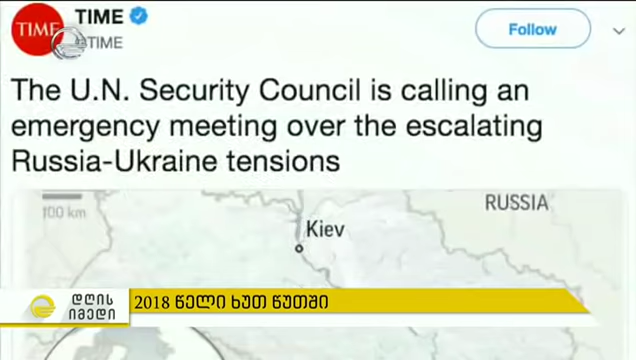 TIME
TIME
@TIME
Follow
The U.N. Security Council is calling an
emergency meeting over the escalating
Russia-Ukraine tensions
100 km
RUSSIA
Kiev
დღის
იმედი
2018 წელი ხუთ წუთში